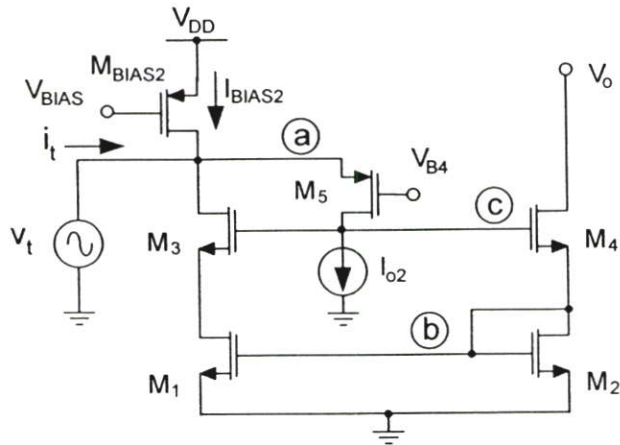 V_DD
M_BIAS2
V_BIAS
I_BIAS2
i_t
a
V_B4
V_o
M_5
c
v_t
M_3
I_o2
M_4
b
M_1
M_2